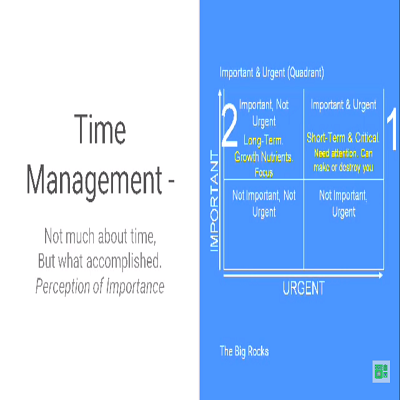 Time
Management -
Not much about time,
But what accomplished.
Perception of Importance
Important & Urgent (Quadrant)
2
Important, Not
Urgent
Long-Term.
Growth Nutrients.
Focus
Important & Urgent
Short-Term & Critical
Need attention. Can
make or destroy you
1
Not Important, Not
Urgent
Not Important,
Urgent
IMPORTANT
URGENT
The Big Rocks